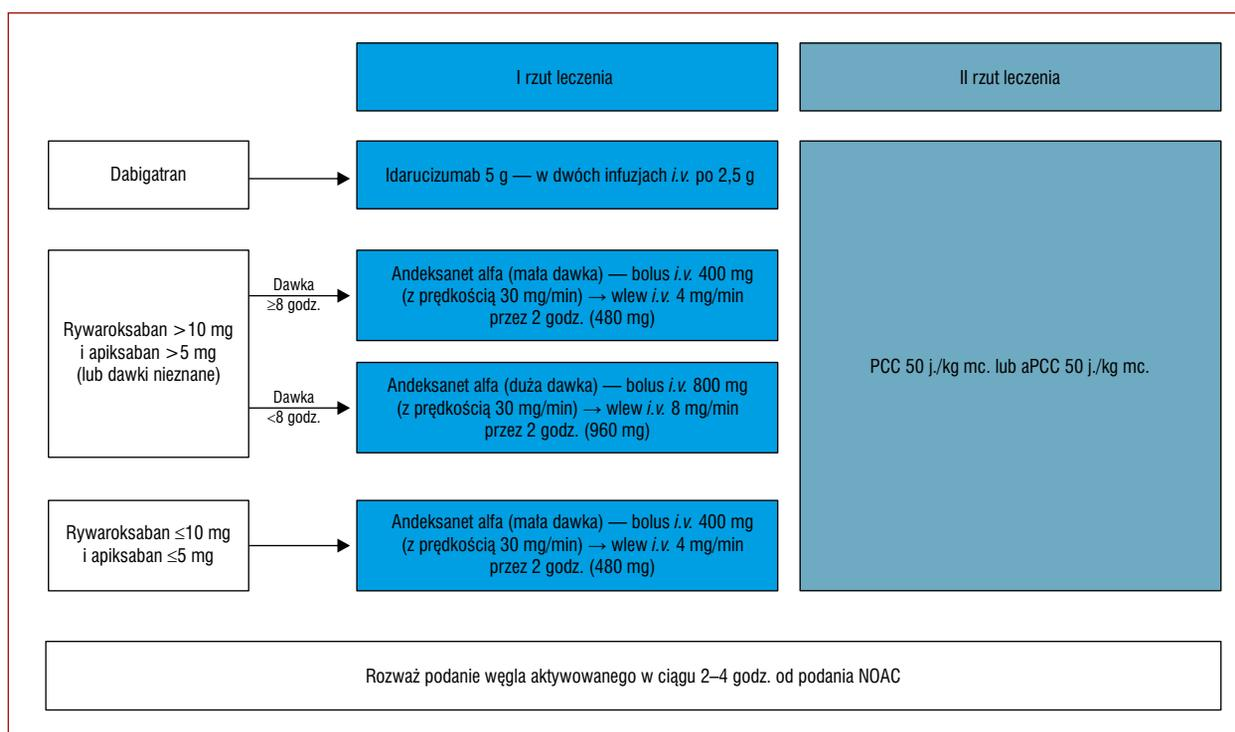 I rzut leczenia
II rzut leczenia
Dabigatran
Idarucizumab 5 g — w dwóch infuzjach i.v. po 2,5 g
Rywaroksaban >10 mg
i apiksaban >5 mg
(lub dawki nieznane)
Dawka
≥8 godz.
Andeksanet alfa (mała dawka) — bolus i.v. 400 mg
(z prędkością 30 mg/min) → wlew i.v. 4 mg/min
przez 2 godz. (480 mg)
Dawka
<8 godz.
Andeksanet alfa (duża dawka) — bolus i.v. 800 mg
(z prędkością 30 mg/min) → wlew i.v. 8 mg/min
przez 2 godz. (960 mg)
PCC 50 j./kg mc. lub aPCC 50 j./kg mc.
Rywaroksaban ≤10 mg
i apiksaban ≤5 mg
Andeksanet alfa (mała dawka) — bolus i.v. 400 mg
(z prędkością 30 mg/min) → wlew i.v. 4 mg/min
przez 2 godz. (480 mg)
Rozważ podanie węgla aktywowanego w ciągu 2–4 godz. od podania NOAC